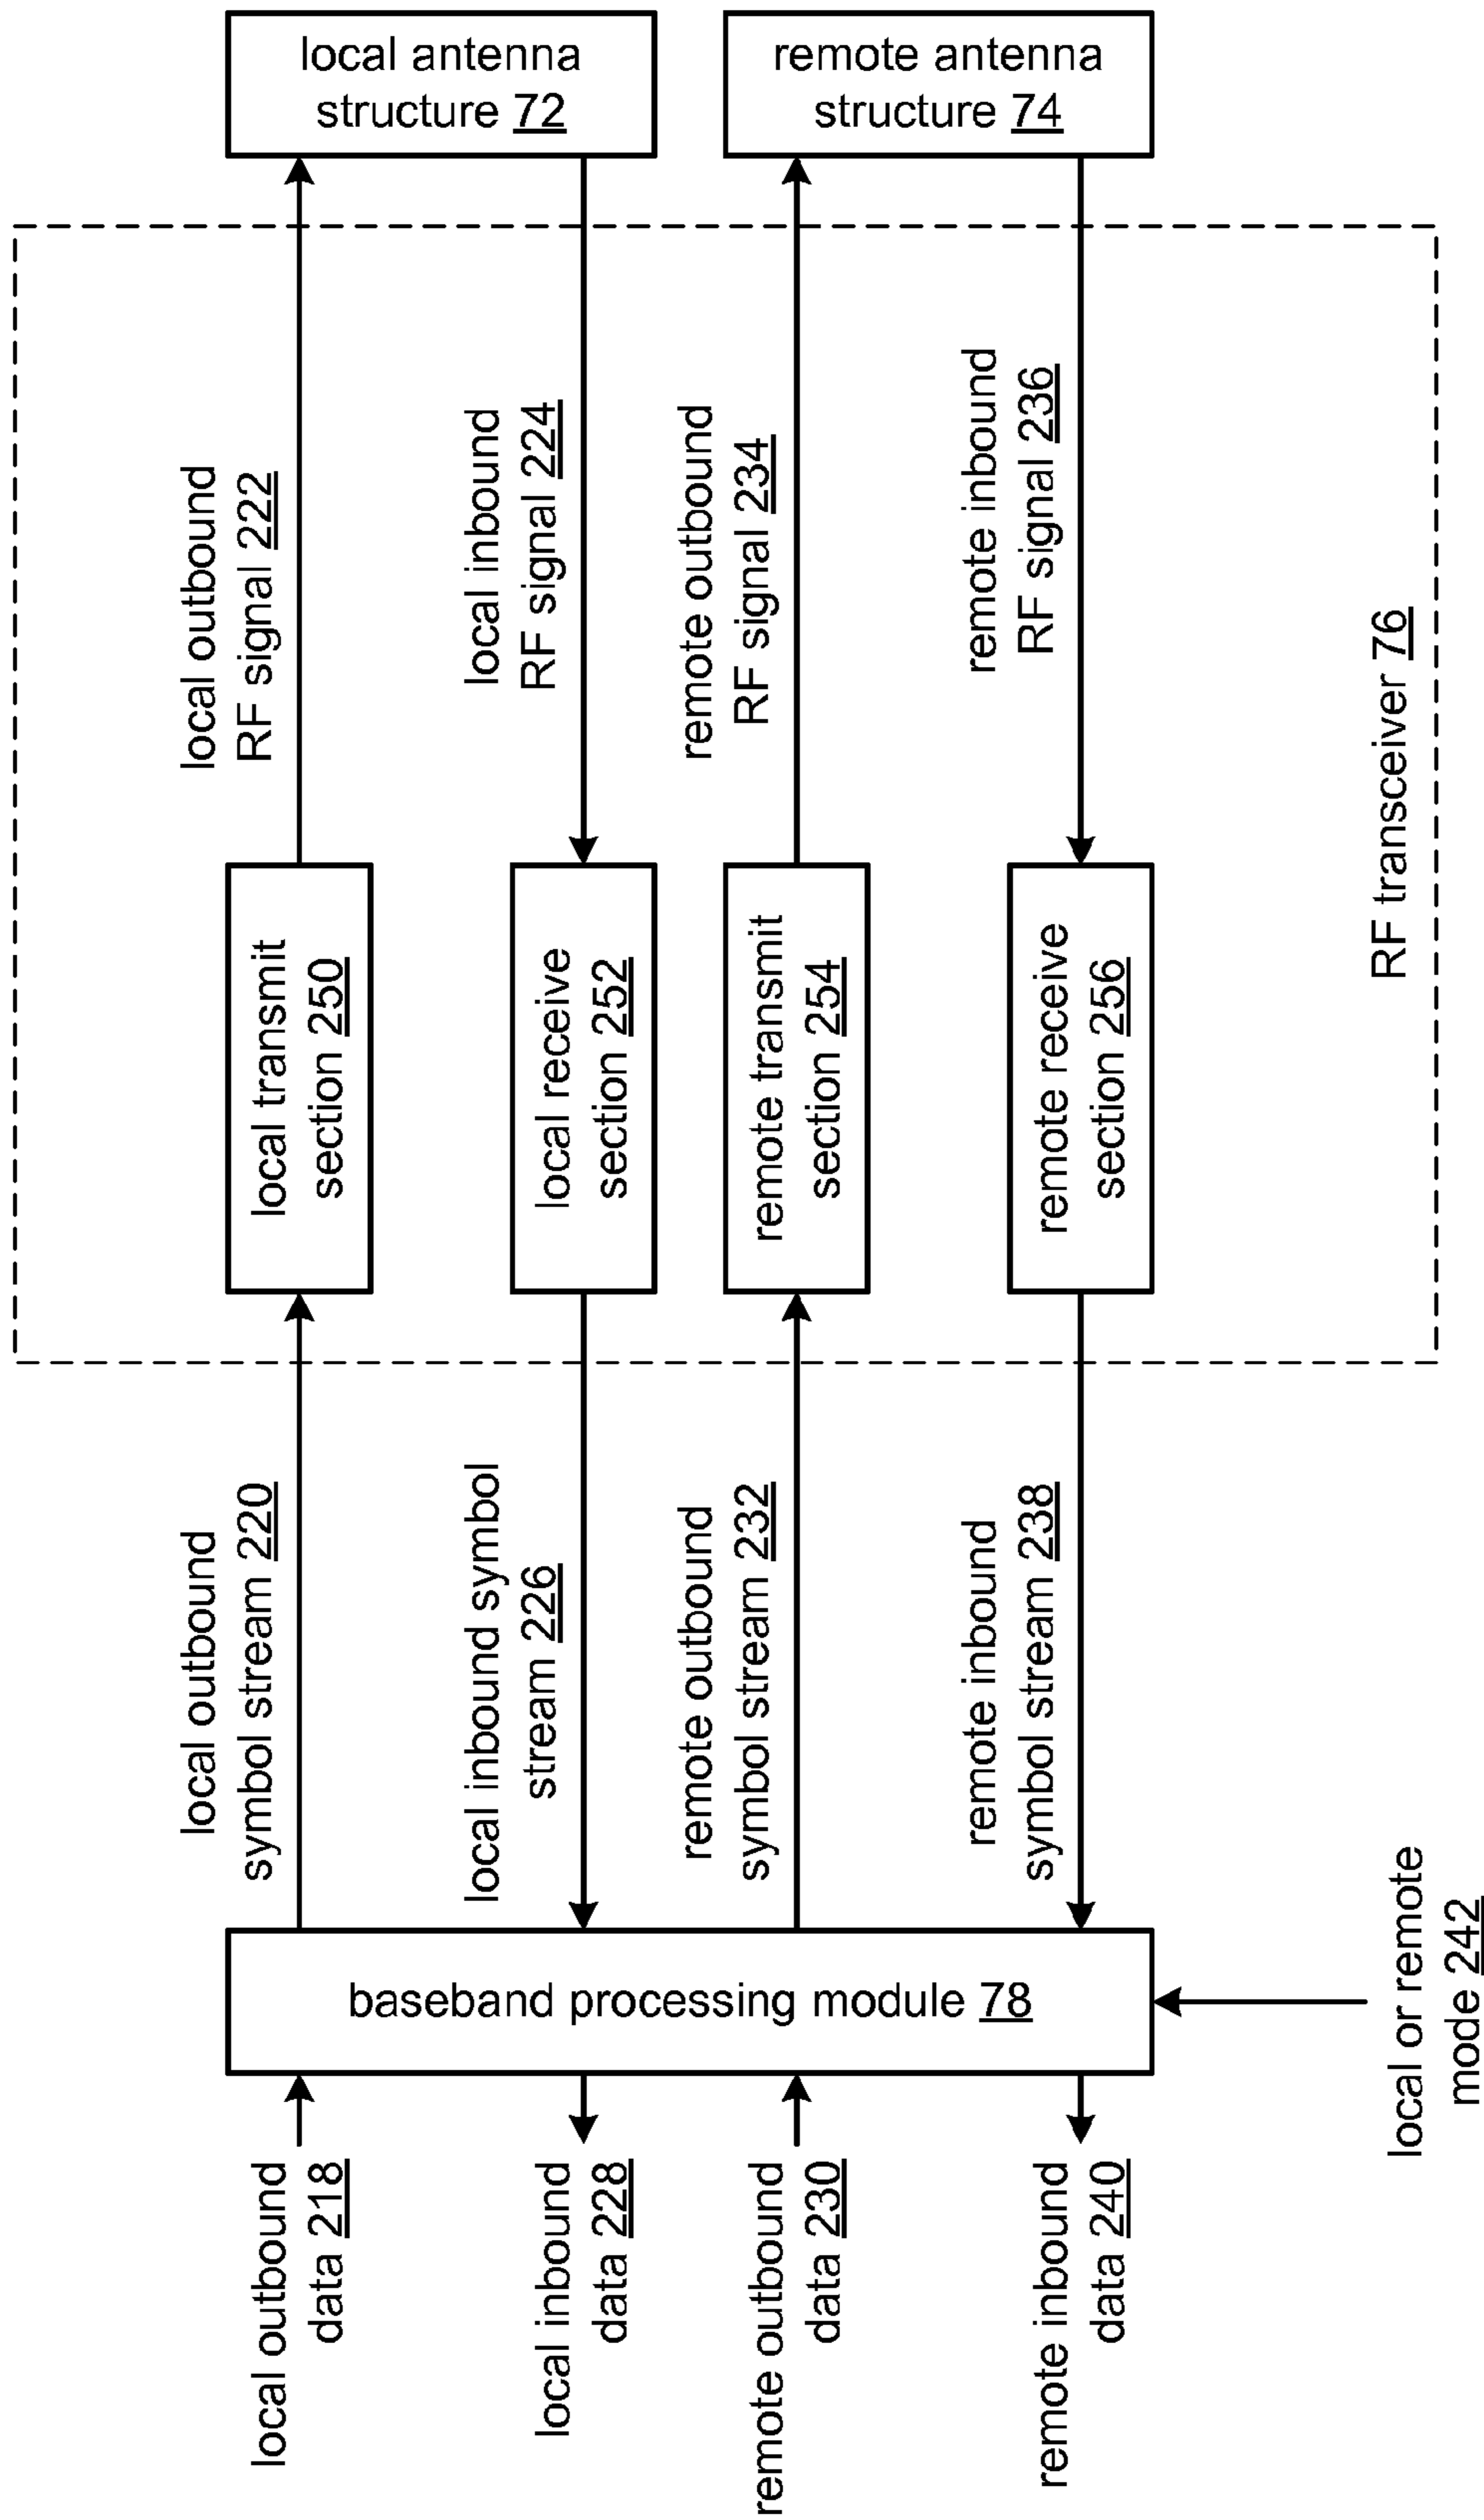 local antenna
structure 72
remote antenna
structure 74
local outbound
RF signal 222
local inbound
RF signal 224
remote outbound
RF signal 234
remote inbound
RF signal 236
local transmit
section 250
local receive
section 252
remote transmit
section 254
remote receive
section 256
RF transceiver 76
local outbound
symbol stream 220
local inbound symbol
stream 226
remote outbound
symbol stream 232
remote inbound
symbol stream 238
baseband processing module 78
local outbound
data 218
local inbound
data 228
remote outbound
data 230
remote inbound
data 240
local or remote
mode 242